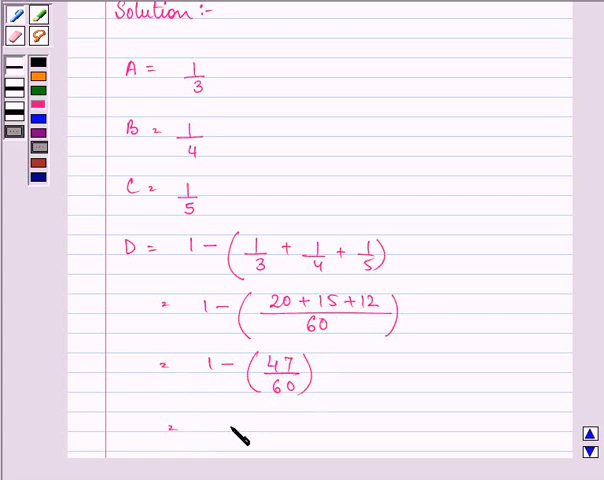 Solution :-
A = 1/3
B = 1/4
C = 1/5
D = 1 - (1/3 + 1/4 + 1/5)
= 1 - (20 + 15 + 12 / 60)
= 1 - (47/60)
=